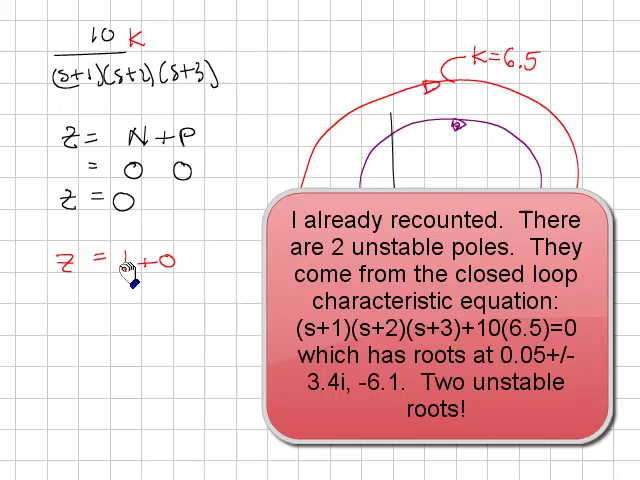 10 K
(s+1)(s+2)(s+3)
K=6.5
Z = N+P
= 0 0
Z = 0
Z = 1+0
I already recounted. There
are 2 unstable poles. They
come from the closed loop
characteristic equation:
(s+1)(s+2)(s+3)+10(6.5)=0
which has roots at 0.05+/-
3.4i, -6.1. Two unstable
roots!